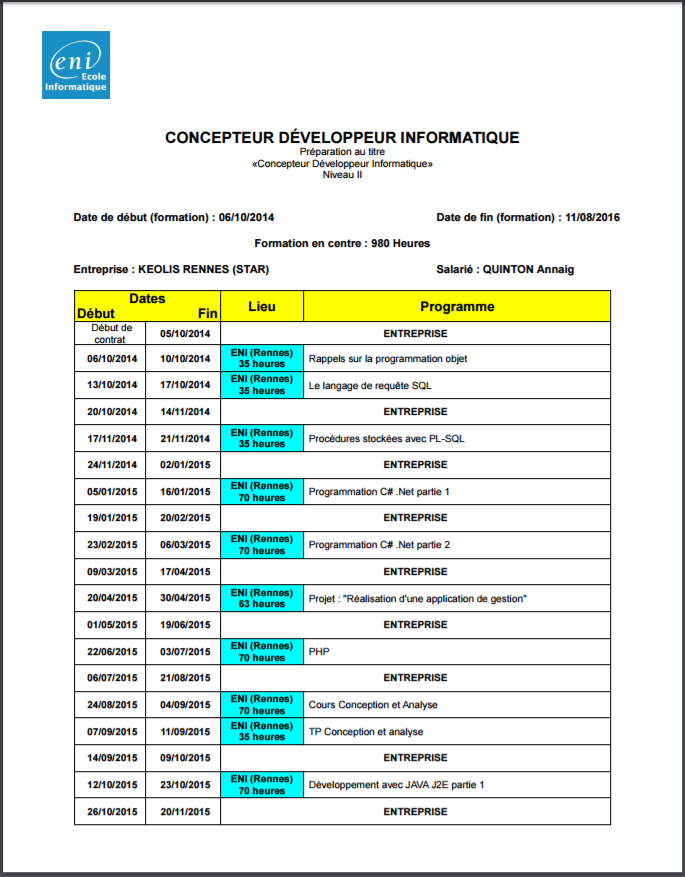 eni
Ecole
Informatique
CONCEPTEUR DÉVELOPPEUR INFORMATIQUE
Préparation au titre
«Concepteur Développeur Informatique»
Niveau II
Date de début (formation) : 06/10/2014 Date de fin (formation) : 11/08/2016
Formation en centre : 980 Heures
Entreprise : KEOLIS RENNES (STAR) Salarié : QUINTON Annaig
Dates
Début Fin Lieu Programme
Début de contrat 05/10/2014 ENTREPRISE
06/10/2014 10/10/2014 ENI (Rennes) 35 heures Rappels sur la programmation objet
13/10/2014 17/10/2014 ENI (Rennes) 35 heures Le langage de requête SQL
20/10/2014 14/11/2014 ENTREPRISE
17/11/2014 21/11/2014 ENI (Rennes) 35 heures Procédures stockées avec PL-SQL
24/11/2014 02/01/2015 ENTREPRISE
05/01/2015 16/01/2015 ENI (Rennes) 70 heures Programmation C# .Net partie 1
19/01/2015 20/02/2015 ENTREPRISE
23/02/2015 06/03/2015 ENI (Rennes) 70 heures Programmation C# .Net partie 2
09/03/2015 17/04/2015 ENTREPRISE
20/04/2015 30/04/2015 ENI (Rennes) 63 heures Projet : "Réalisation d'une application de gestion"
01/05/2015 19/06/2015 ENTREPRISE
22/06/2015 03/07/2015 ENI (Rennes) 70 heures PHP
06/07/2015 21/08/2015 ENTREPRISE
24/08/2015 04/09/2015 ENI (Rennes) 70 heures Cours Conception et Analyse
07/09/2015 11/09/2015 ENI (Rennes) 35 heures TP Conception et analyse
14/09/2015 09/10/2015 ENTREPRISE
12/10/2015 23/10/2015 ENI (Rennes) 70 heures Développement avec JAVA J2E partie 1
26/10/2015 20/11/2015 ENTREPRISE